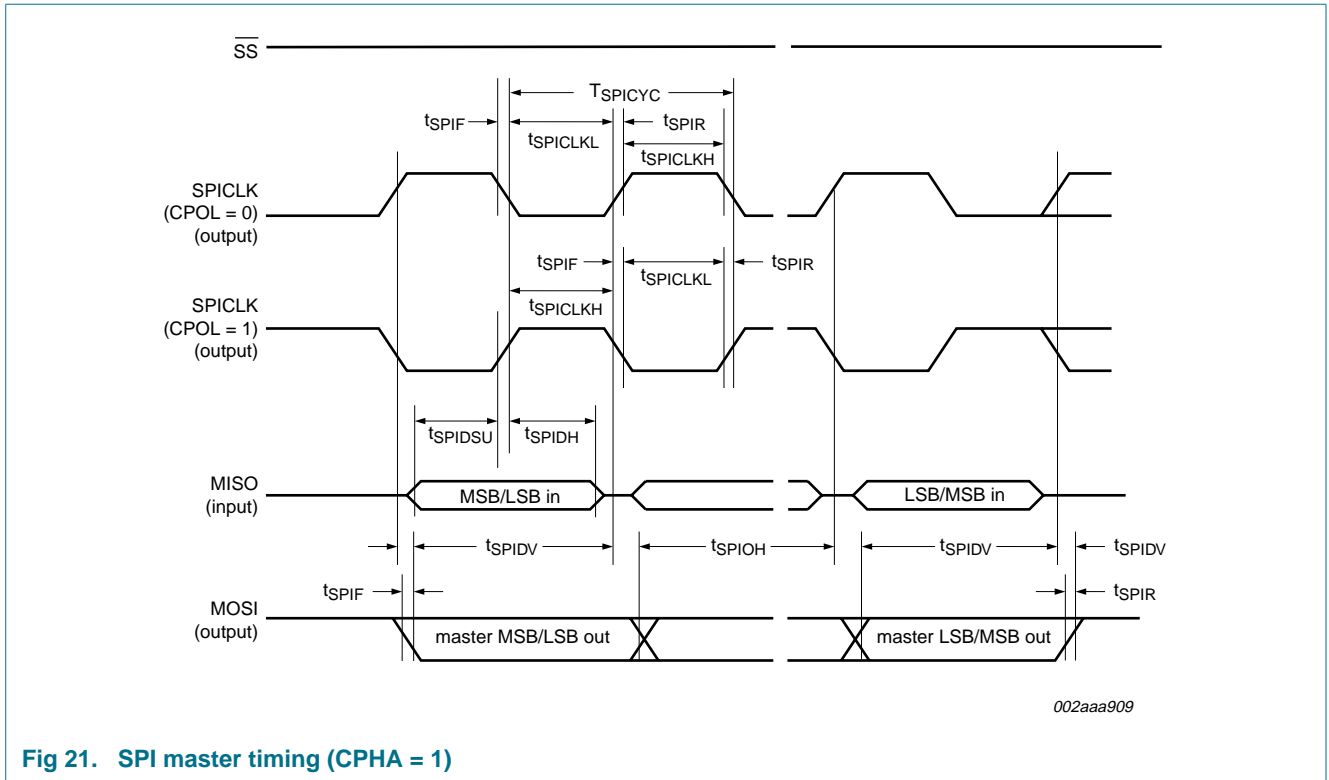 SS
TSPICYC
tSPIF
tSPICLKL
tSPIR
tSPICLKH
SPICLK
(CPOL = 0)
(output)
tSPIF
tSPICLKL
tSPIR
tSPICLKH
SPICLK
(CPOL = 1)
(output)
tSPIDSU
tSPIDH
MISO
(input)
MSB/LSB in
LSB/MSB in
tSPIDV
tSPIOH
tSPIDV
tSPIDV
tSPIF
tSPIR
MOSI
(output)
master MSB/LSB out
master LSB/MSB out
002aaa909
Fig 21. SPI master timing (CPHA = 1)